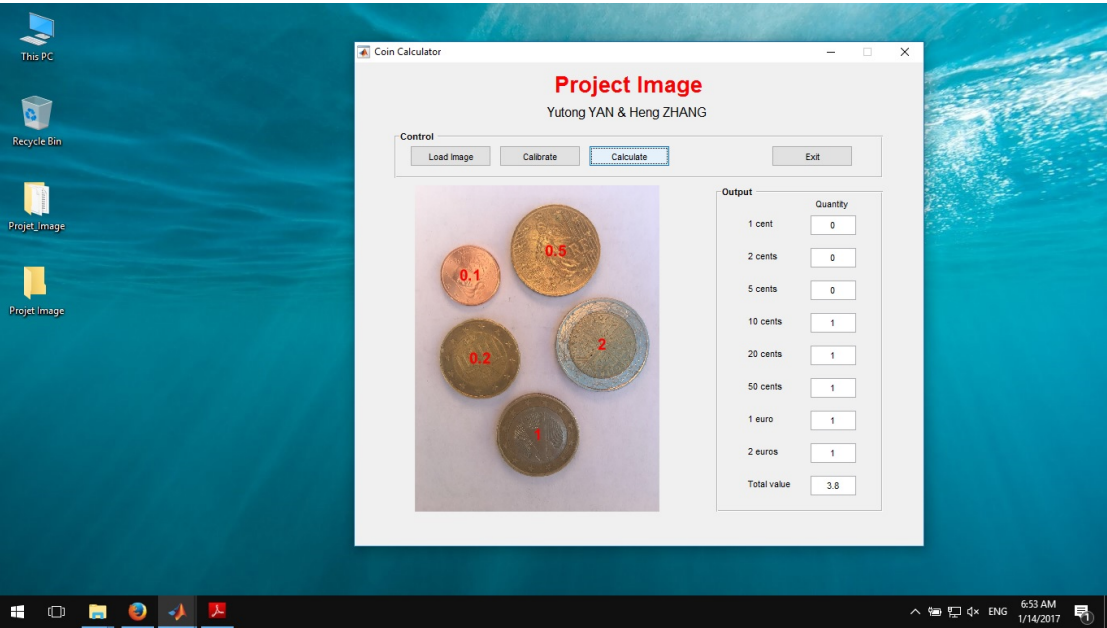 This PC
Recycle Bin
Projet_Image
Projet Image
Coin Calculator
Project Image
Yutong YAN & Heng ZHANG
Control
Load Image Calibrate Calculate Exit
0.5
0.1
0.2
2
1
Output
Quantity
1 cent 0
2 cents 0
5 cents 0
10 cents 1
20 cents 1
50 cents 1
1 euro 1
2 euros 1
Total value 3.8
ENG
6:53 AM
1/14/2017
1